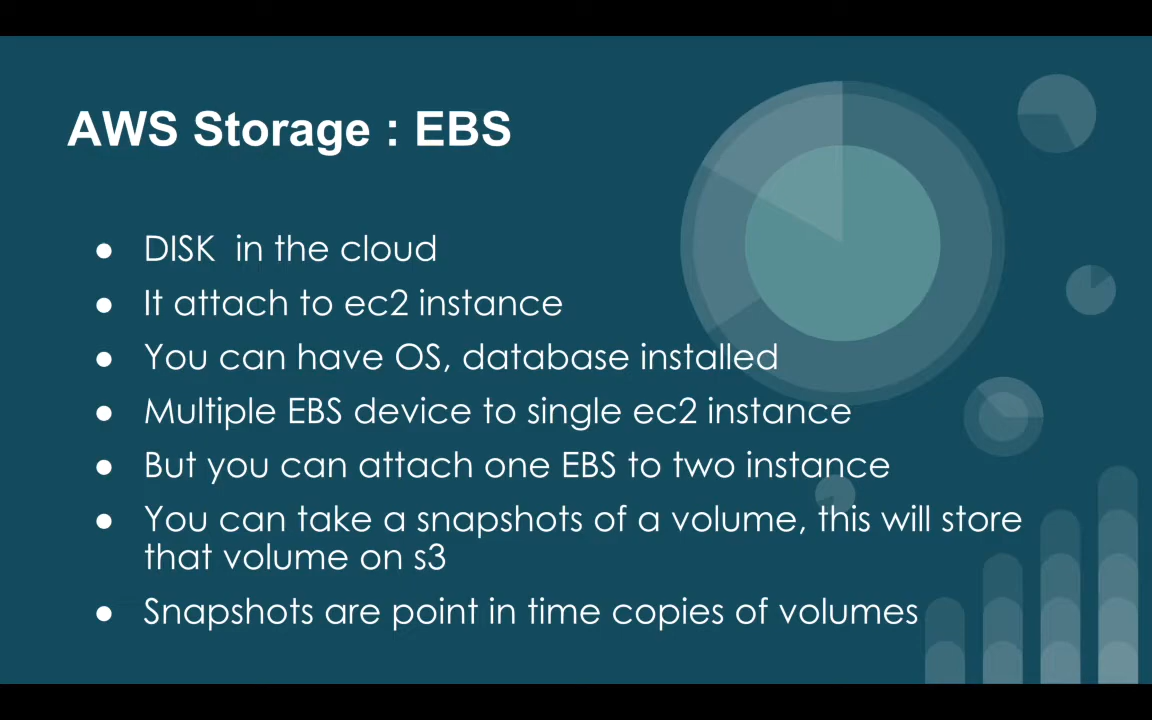 AWS Storage : EBS
● DISK  in the cloud
● It attach to ec2 instance
● You can have OS, database installed
● Multiple EBS device to single ec2 instance
● But you can attach one EBS to two instance
● You can take a snapshots of a volume, this will store
that volume on s3
● Snapshots are point in time copies of volumes